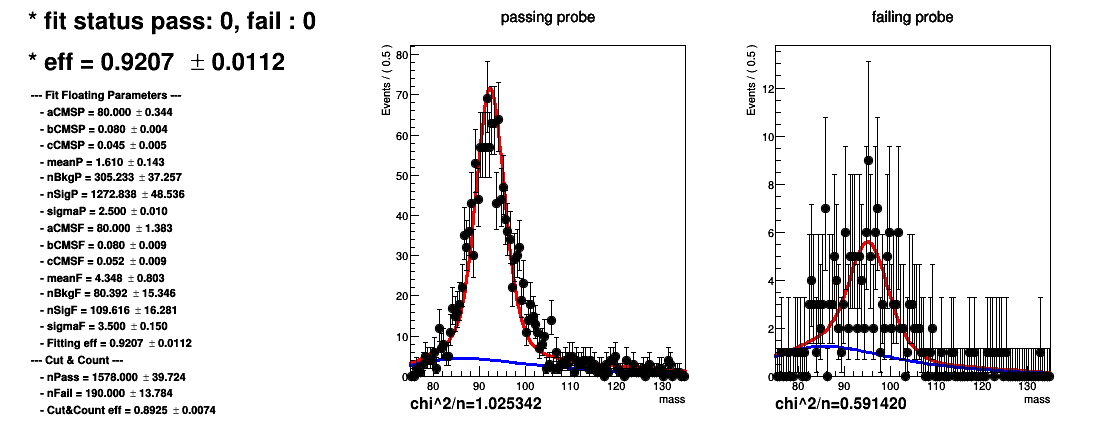 * fit status pass: 0, fail : 0
* eff = 0.9207 ± 0.0112
--- Fit Floating Parameters ---
- aCMSP = 80.000 ± 0.344
- bCMSP = 0.080 ± 0.004
- cCMSP = 0.045 ± 0.005
- meanP = 1.610 ± 0.143
- nBkgP = 305.233 ± 37.257
- nSigP = 1272.838 ± 48.536
- sigmaP = 2.500 ± 0.010
- aCMSF = 80.000 ± 1.383
- bCMSF = 0.080 ± 0.009
- cCMSF = 0.052 ± 0.009
- meanF = 4.348 ± 0.803
- nBkgF = 80.392 ± 15.346
- nSigF = 109.616 ± 16.281
- sigmaF = 3.500 ± 0.150
- Fitting eff = 0.9207 ± 0.0112
--- Cut & Count ---
- nPass = 1578.000 ± 39.724
- nFail = 190.000 ± 13.784
- Cut&Count eff = 0.8925 ± 0.0074
passing probe
Events / ( 0.5 )
80
70
60
50
40
30
20
10
0
80 90 100 110 120 130
mass
chi^2/n=1.025342
failing probe
Events / ( 0.5 )
12
10
8
6
4
2
0
80 90 100 110 120 130
mass
chi^2/n=0.591420